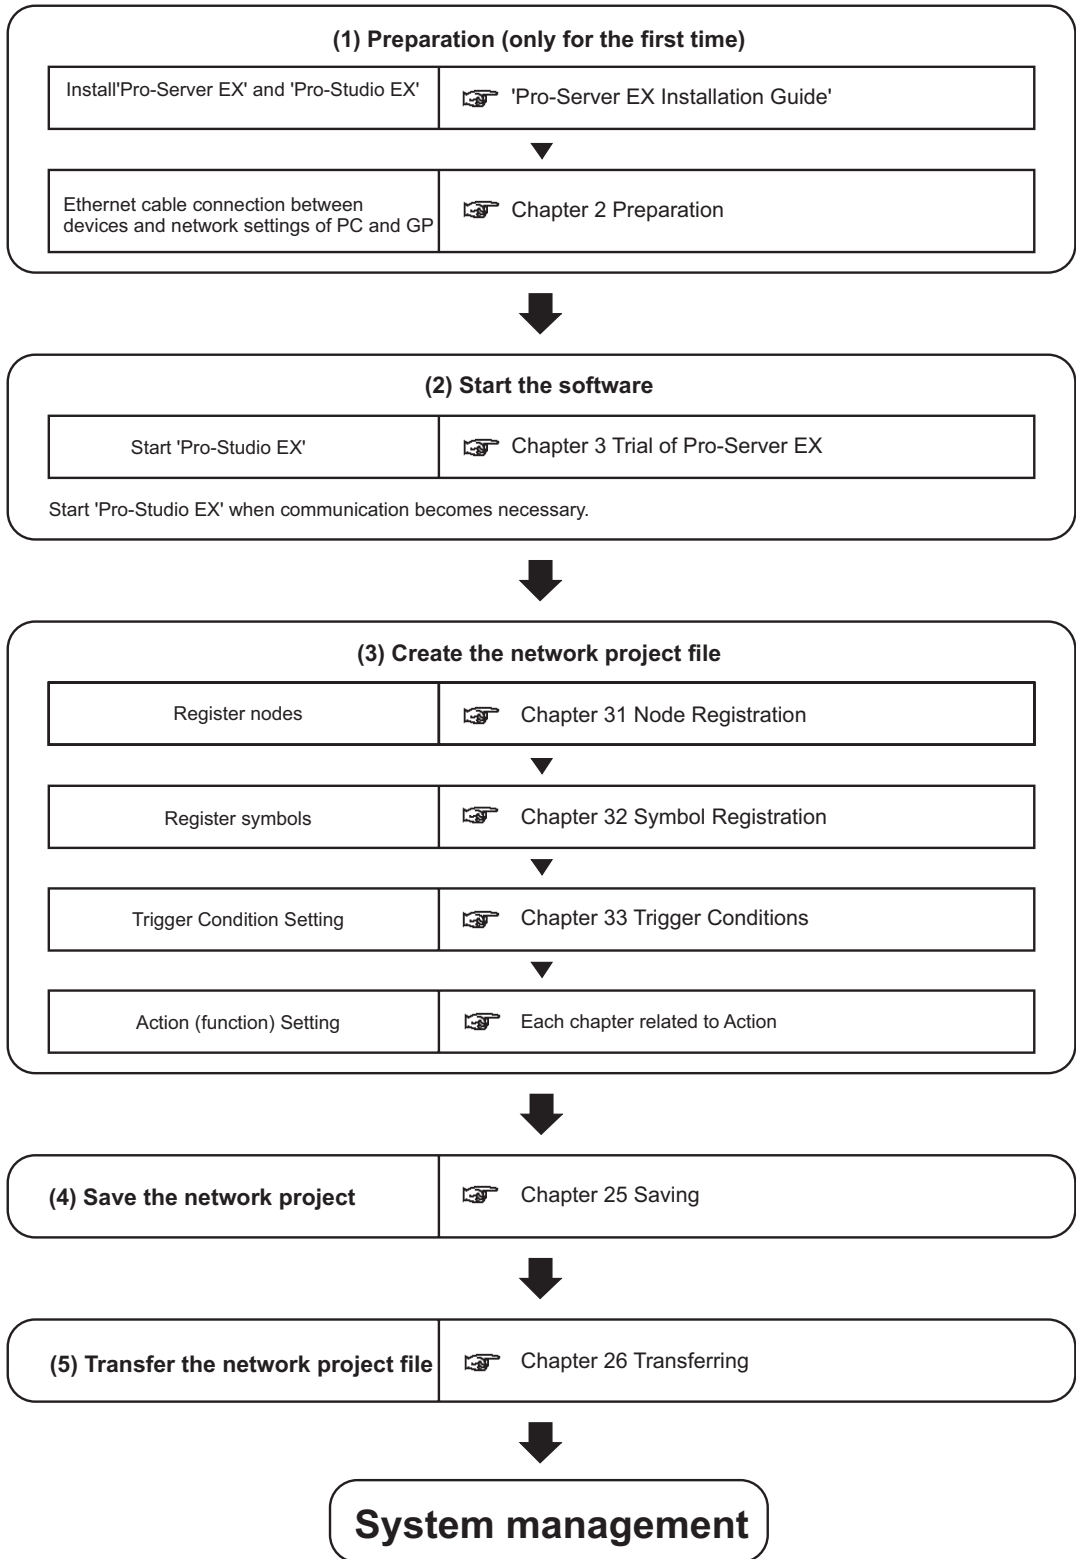 (1) Preparation (only for the first time)
Install'Pro-Server EX' and 'Pro-Studio EX'
'Pro-Server EX Installation Guide'
Ethernet cable connection between
devices and network settings of PC and GP
Chapter 2 Preparation
(2) Start the software
Start 'Pro-Studio EX'
Chapter 3 Trial of Pro-Server EX
Start 'Pro-Studio EX' when communication becomes necessary.
(3) Create the network project file
Register nodes
Chapter 31 Node Registration
Register symbols
Chapter 32 Symbol Registration
Trigger Condition Setting
Chapter 33 Trigger Conditions
Action (function) Setting
Each chapter related to Action
(4) Save the network project
Chapter 25 Saving
(5) Transfer the network project file
Chapter 26 Transferring
System management